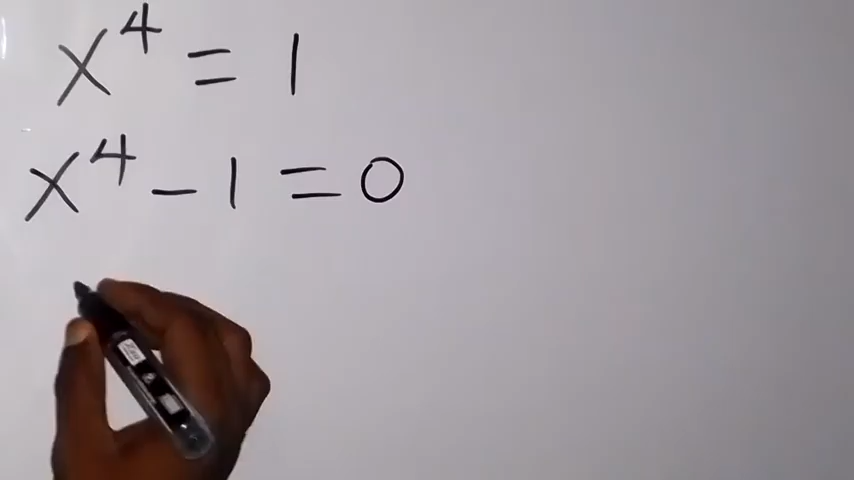 x⁴ = 1
x⁴ − 1 = 0